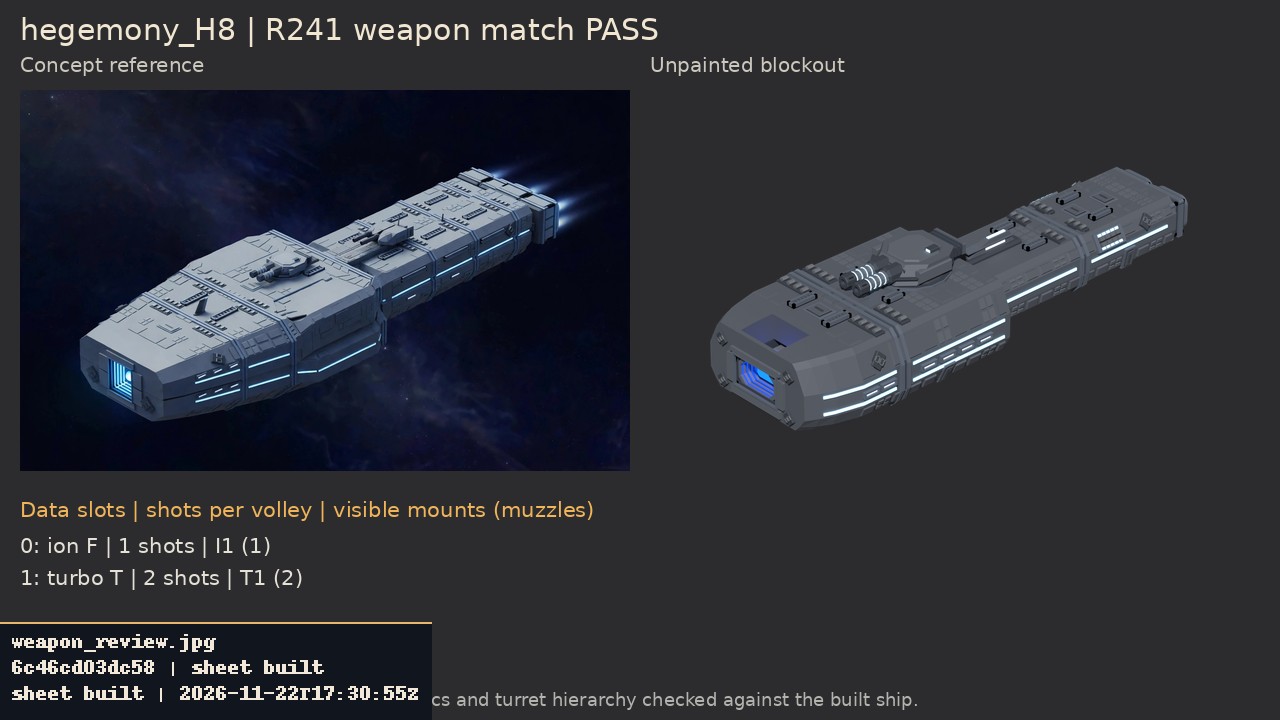 hegemony_H8 | R241 weapon match PASS
Concept reference
Unpainted blockout
Data slots | shots per volley | visible mounts (muzzles)
0: ion F | 1 shots | I1 (1)
1: turbo T | 2 shots | T1 (2)
weapon_review.jpg
6c46cd03dc58 | sheet built
sheet built | 2026-11-22T17:30:55Z
cs and turret hierarchy checked against the built ship.